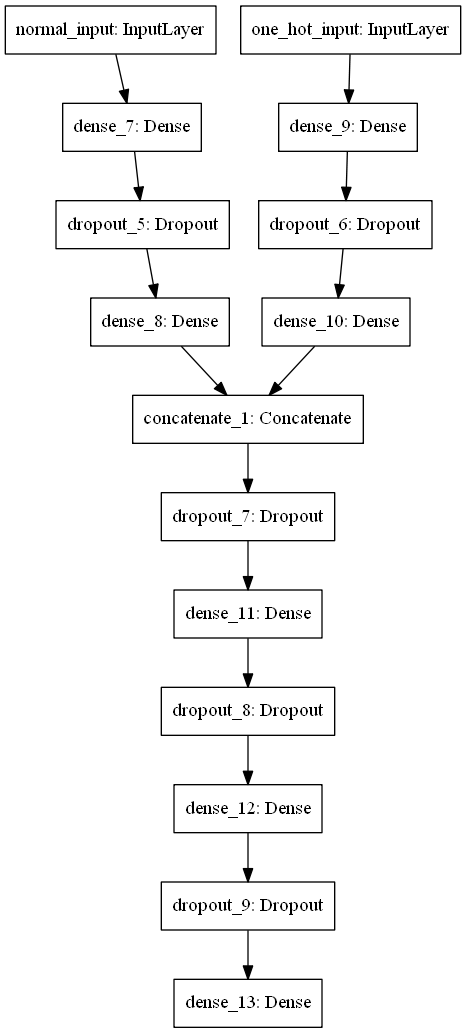 normal_input: InputLayer
one_hot_input: InputLayer
dense_7: Dense
dense_9: Dense
dropout_5: Dropout
dropout_6: Dropout
dense_8: Dense
dense_10: Dense
concatenate_1: Concatenate
dropout_7: Dropout
dense_11: Dense
dropout_8: Dropout
dense_12: Dense
dropout_9: Dropout
dense_13: Dense